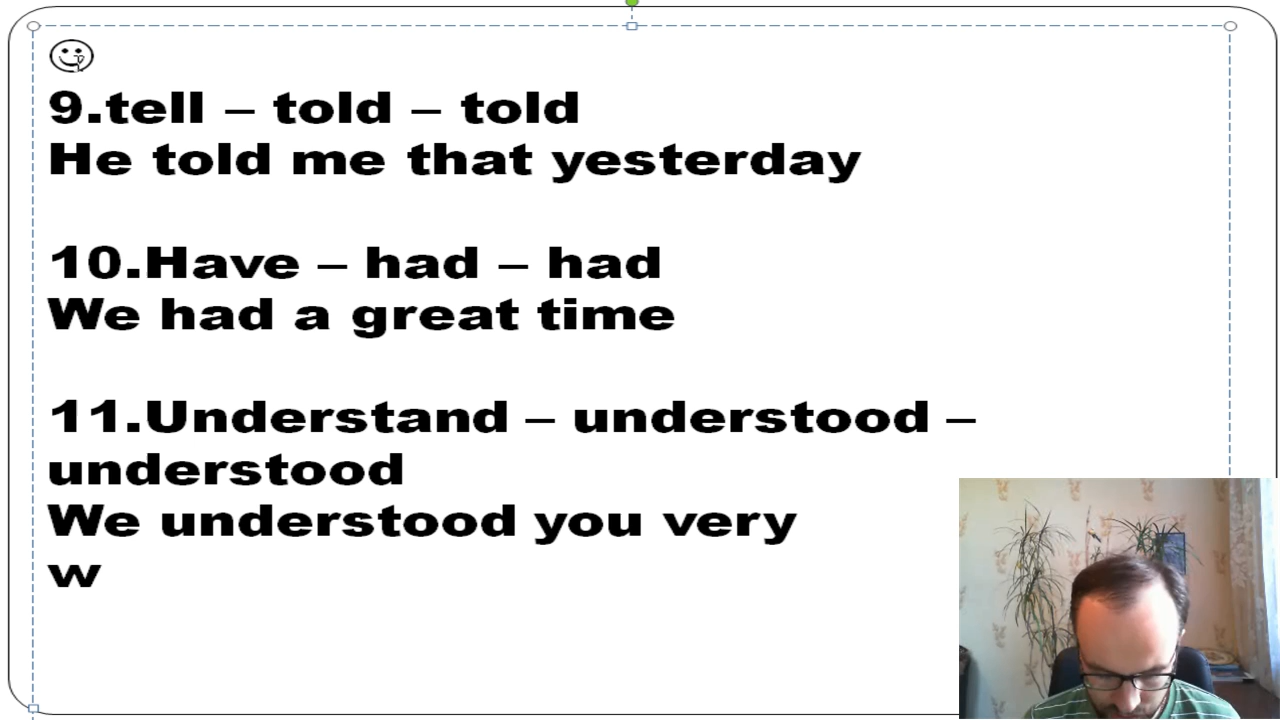 9.tell – told – told
He told me that yesterday
10.Have – had – had
We had a great time
11.Understand – understood –
understood
We understood you very
w